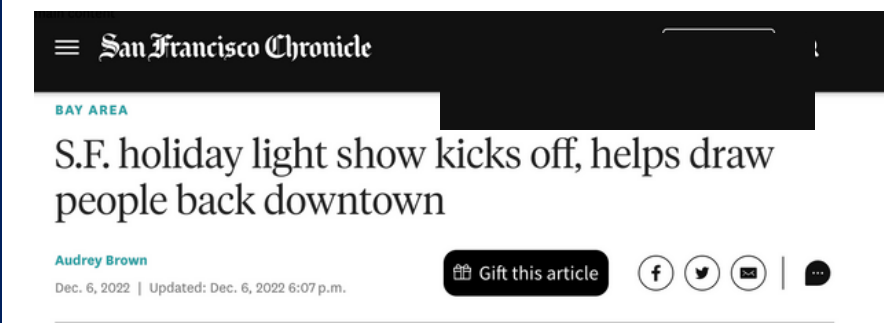 San Francisco Chronicle
BAY AREA
S.F. holiday light show kicks off, helps draw
people back downtown
Audrey Brown
Gift this article
Dec. 6, 2022 | Updated: Dec. 6, 2022 6:07 p.m.